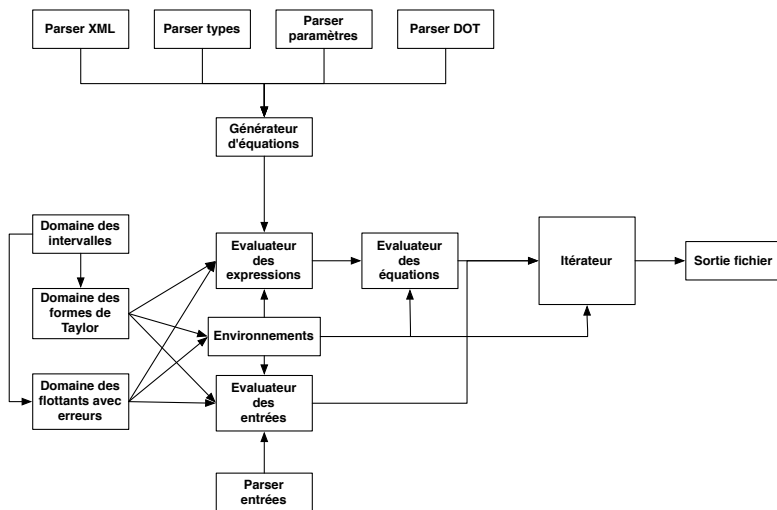 Parser XML
Parser types
Parser
paramètres
Parser DOT
Générateur
d'équations
Domaine des
intervalles
Evaluateur
des
expressions
Evaluateur
des
équations
Itérateur
Sortie fichier
Domaine des
formes de
Taylor
Environnements
Domaine des
flottants avec
erreurs
Evaluateur
des
entrées
Parser
entrées